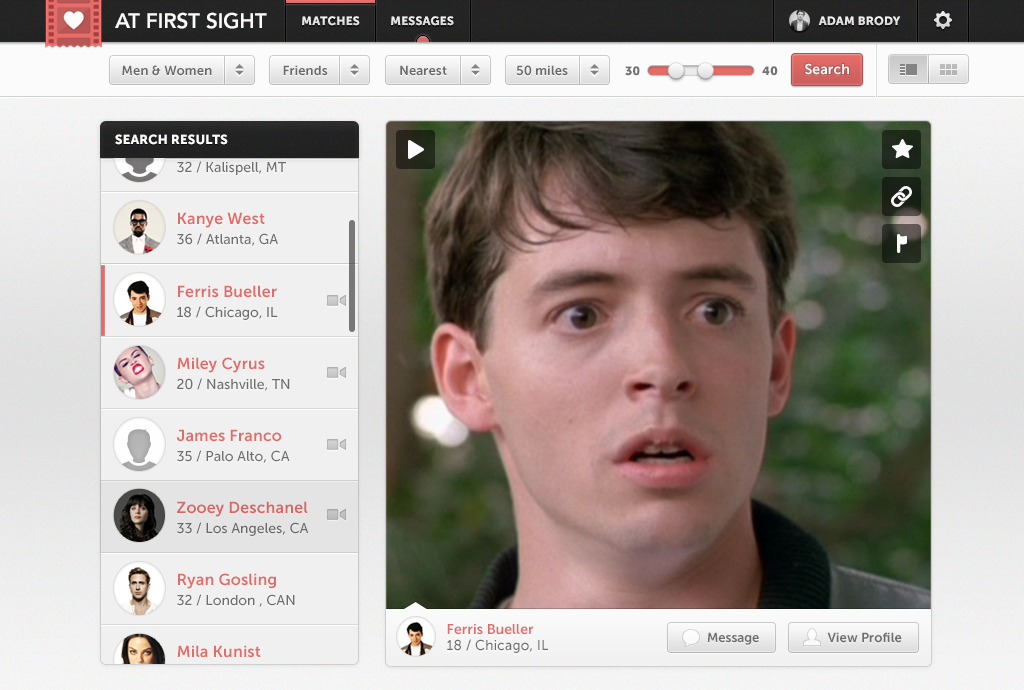 AT FIRST SIGHT
MATCHES
MESSAGES
ADAM BRODY
Men & Women
Friends
Nearest
50 miles
30
40
Search
SEARCH RESULTS
32 / Kalispell, MT
Kanye West
36 / Atlanta, GA
Ferris Bueller
18 / Chicago, IL
Miley Cyrus
20 / Nashville, TN
James Franco
35 / Palo Alto, CA
Zooey Deschanel
33 / Los Angeles, CA
Ryan Gosling
32 / London , CAN
Mila Kunist
Ferris Bueller
18 / Chicago, IL
Message
View Profile